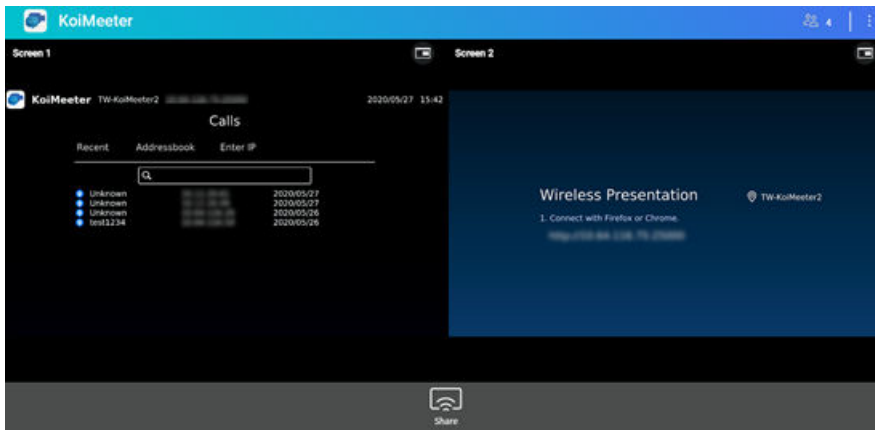 KoiMeeter
4
Screen 1
Screen 2
KoiMeeter TW-KoiMeeter2
2020/05/27 15:42
Calls
Recent Addressbook Enter IP
Unknown 2020/05/27
Unknown 2020/05/27
Unknown 2020/05/26
test1234 2020/05/26
Wireless Presentation
TW-KoiMeeter2
1. Connect with Firefox or Chrome.
Share